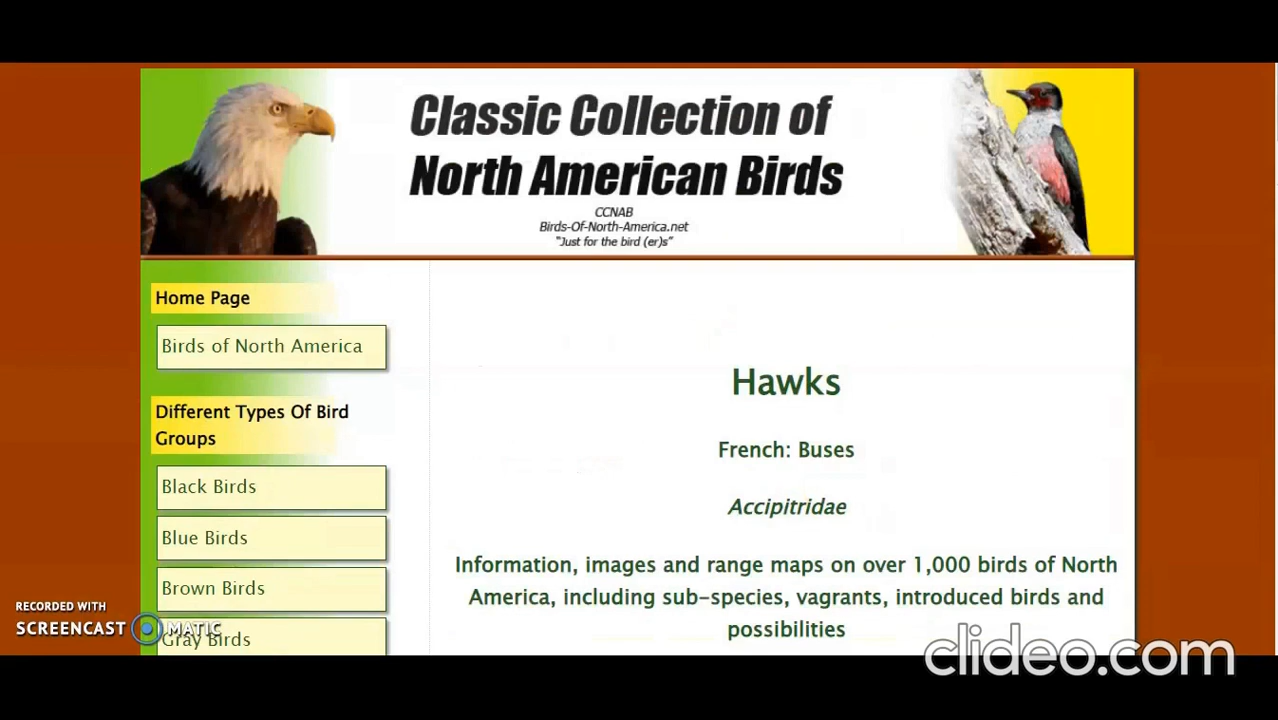 Classic Collection of
North American Birds
CCNAB
Birds-Of-North-America.net
"Just for the bird (er)s"
Home Page
Birds of North America
Different Types Of Bird
Groups
Black Birds
Blue Birds
Brown Birds
Gray Birds
Hawks
French: Buses
Accipitridae
Information, images and range maps on over 1,000 birds of North
America, including sub-species, vagrants, introduced birds and
possibilities
RECORDED WITH
SCREENCAST MATIC
clideo.com